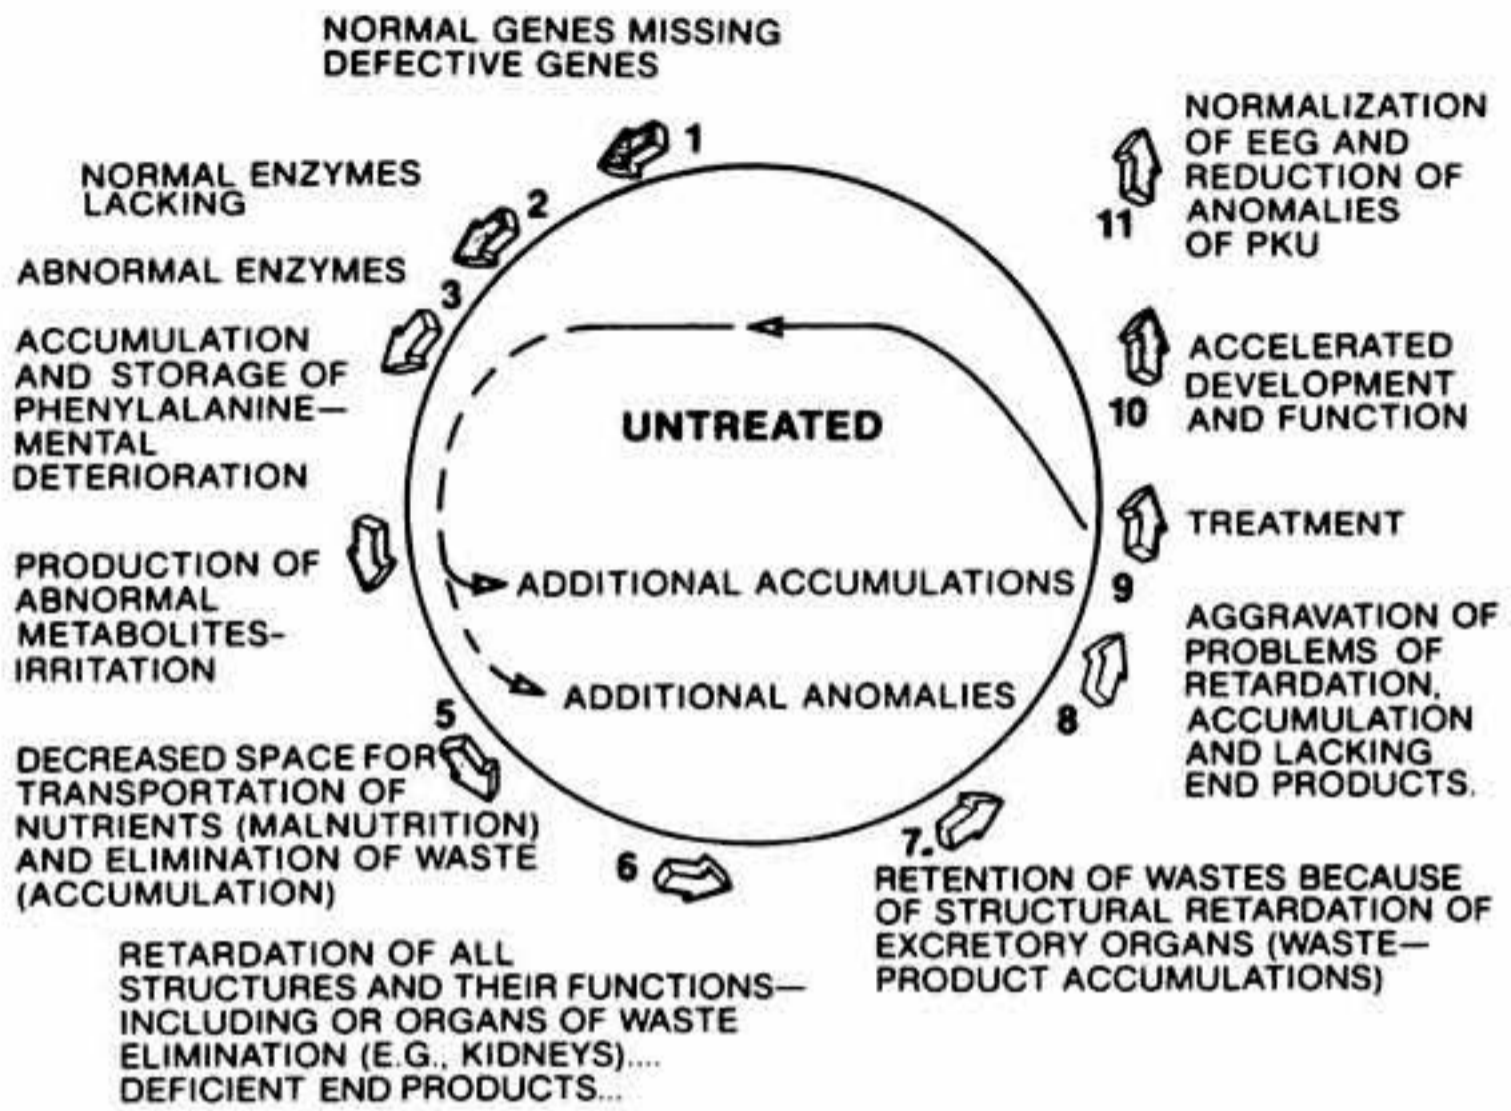 NORMAL GENES MISSING
DEFECTIVE GENES
1
NORMAL ENZYMES
LACKING
2
ABNORMAL ENZYMES
3
ACCUMULATION
AND STORAGE OF
PHENYLALANINE—
MENTAL
DETERIORATION
PRODUCTION OF
ABNORMAL
METABOLITES-
IRRITATION
5
DECREASED SPACE FOR
TRANSPORTATION OF
NUTRIENTS (MALNUTRITION)
AND ELIMINATION OF WASTE
(ACCUMULATION)
6
RETARDATION OF ALL
STRUCTURES AND THEIR FUNCTIONS—
INCLUDING OR ORGANS OF WASTE
ELIMINATION (E.G., KIDNEYS)....
DEFICIENT END PRODUCTS...
7.
RETENTION OF WASTES BECAUSE
OF STRUCTURAL RETARDATION OF
EXCRETORY ORGANS (WASTE—
PRODUCT ACCUMULATIONS)
8
AGGRAVATION OF
PROBLEMS OF
RETARDATION,
ACCUMULATION
AND LACKING
END PRODUCTS.
9
TREATMENT
10
ACCELERATED
DEVELOPMENT
AND FUNCTION
11
NORMALIZATION
OF EEG AND
REDUCTION OF
ANOMALIES
OF PKU
UNTREATED
ADDITIONAL ACCUMULATIONS
ADDITIONAL ANOMALIES